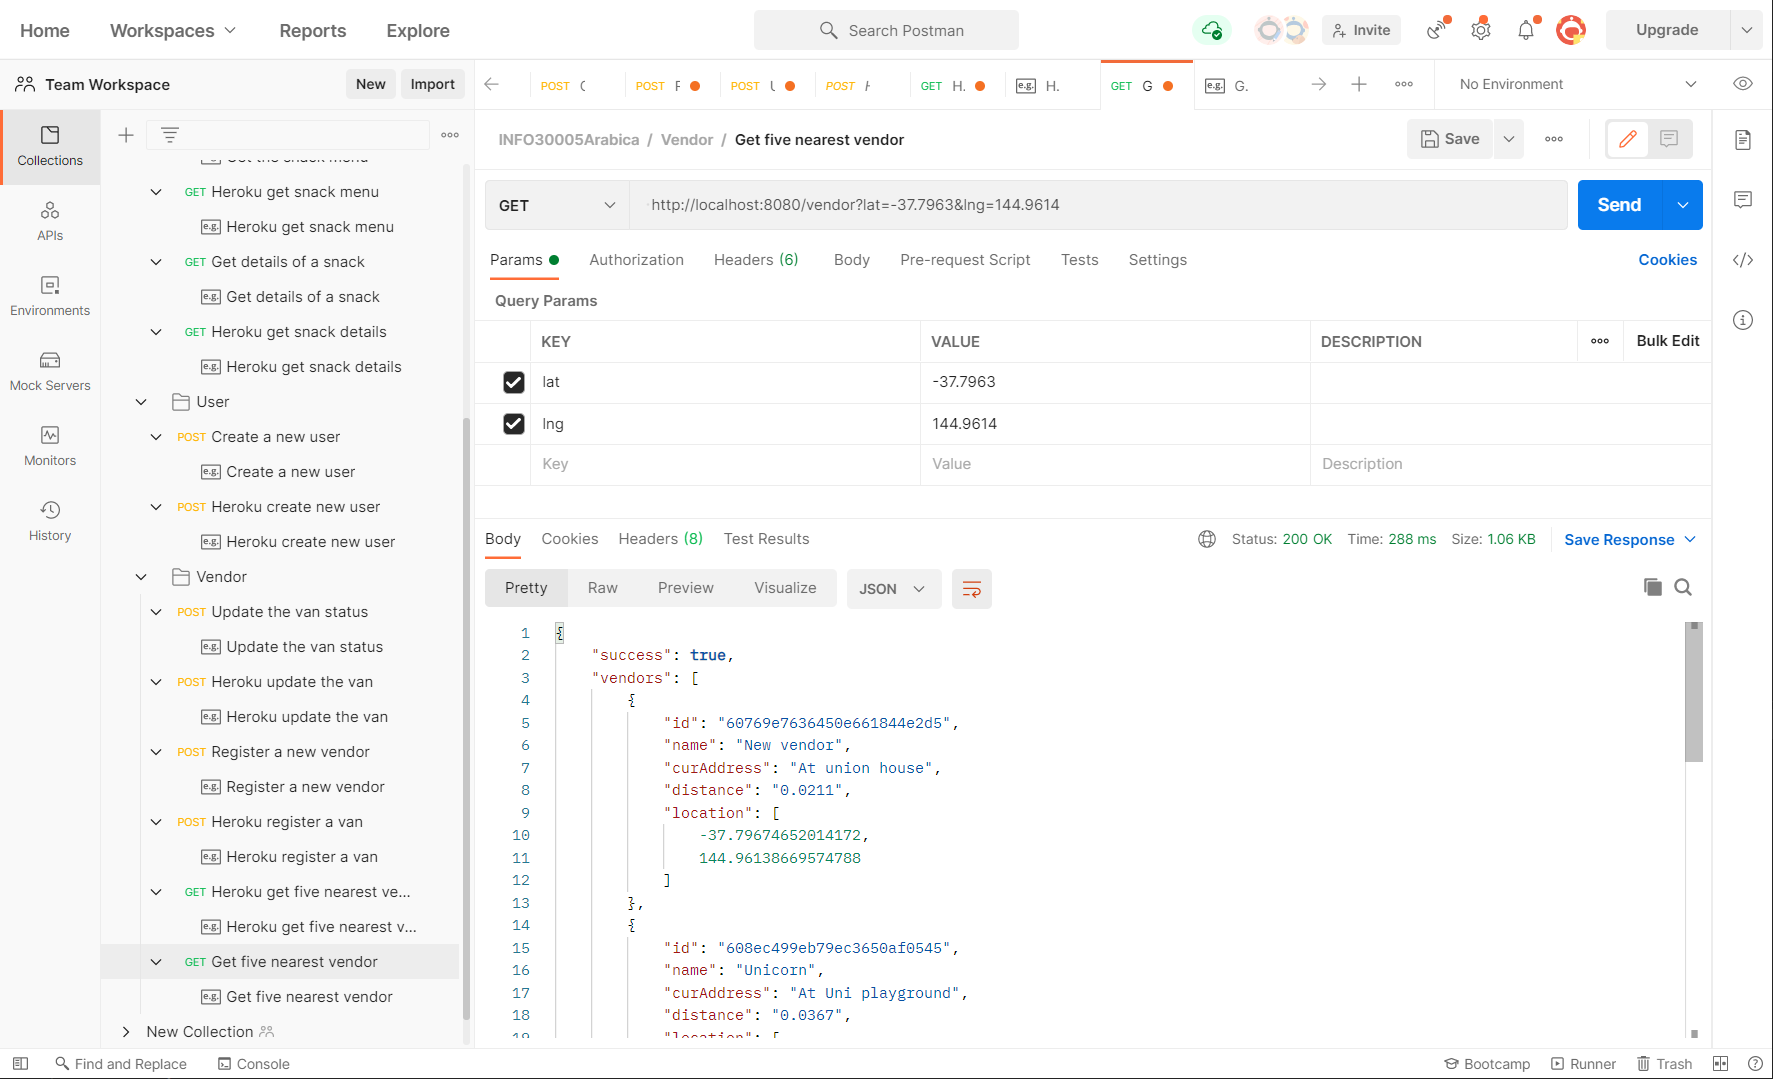 Home Workspaces Reports Explore Search Postman Invite Upgrade
Team Workspace New Import
POST POST POST POST GET H. e.g. H. GET G e.g. G. No Environment
INFO30005Arabica / Vendor / Get five nearest vendor Save
GET http://localhost:8080/vendor?lat=-37.7963&lng=144.9614 Send
Params Authorization Headers (6) Body Pre-request Script Tests Settings Cookies
Query Params
KEY VALUE DESCRIPTION Bulk Edit
lat -37.7963
lng 144.9614
Key Value Description
Body Cookies Headers (8) Test Results Status: 200 OK Time: 288 ms Size: 1.06 KB Save Response
Pretty Raw Preview Visualize JSON
1 {
2 "success": true,
3 "vendors": [
4 {
5 "id": "60769e7636450e661844e2d5",
6 "name": "New vendor",
7 "curAddress": "At union house",
8 "distance": "0.0211",
9 "location": [
10 -37.79674652014172,
11 144.96138669574788
12 ]
13 },
14 {
15 "id": "608ec499eb79ec3650af0545",
16 "name": "Unicorn",
17 "curAddress": "At Uni playground",
18 "distance": "0.0367",
19 "location": [
Collections
APIs
Environments
Mock Servers
Monitors
History
e.g. Get the snack menu
GET Heroku get snack menu
e.g. Heroku get snack menu
GET Get details of a snack
e.g. Get details of a snack
GET Heroku get snack details
e.g. Heroku get snack details
User
POST Create a new user
e.g. Create a new user
POST Heroku create new user
e.g. Heroku create new user
Vendor
POST Update the van status
e.g. Update the van status
POST Heroku update the van
e.g. Heroku update the van
POST Register a new vendor
e.g. Register a new vendor
POST Heroku register a van
e.g. Heroku register a van
GET Heroku get five nearest ve...
e.g. Heroku get five nearest v...
GET Get five nearest vendor
e.g. Get five nearest vendor
New Collection
Find and Replace Console Bootcamp Runner Trash